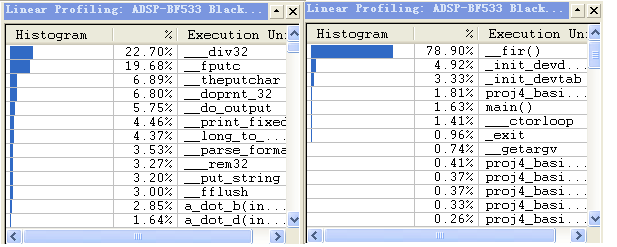 Linear Profiling: ADSP-BF533 Black...
Histogram % Execution Uni
22.70% ___div32
19.68% __fputc
6.89% __theputchar
6.80% __doprnt_32
5.75% __do_output
4.46% __print_fixed
4.37% __long_to_...
3.53% __parse_forma
3.27% ___rem32
3.20% __put_string
3.00% __fflush
2.85% a_dot_b(in...
1.64% a_dot_d(in...
Linear Profiling: ADSP-BF533 Black...
Histogram % Execution Un
78.90% __fir()
4.92% _init_devd...
3.33% _init_devtab
1.81% proj4_basi...
1.63% main()
1.41% ___ctorloop
0.96% _exit
0.74% __getargv
0.41% proj4_basi...
0.37% proj4_basi...
0.37% proj4_basi...
0.33% proj4_basi...
0.26% proj4_basi...